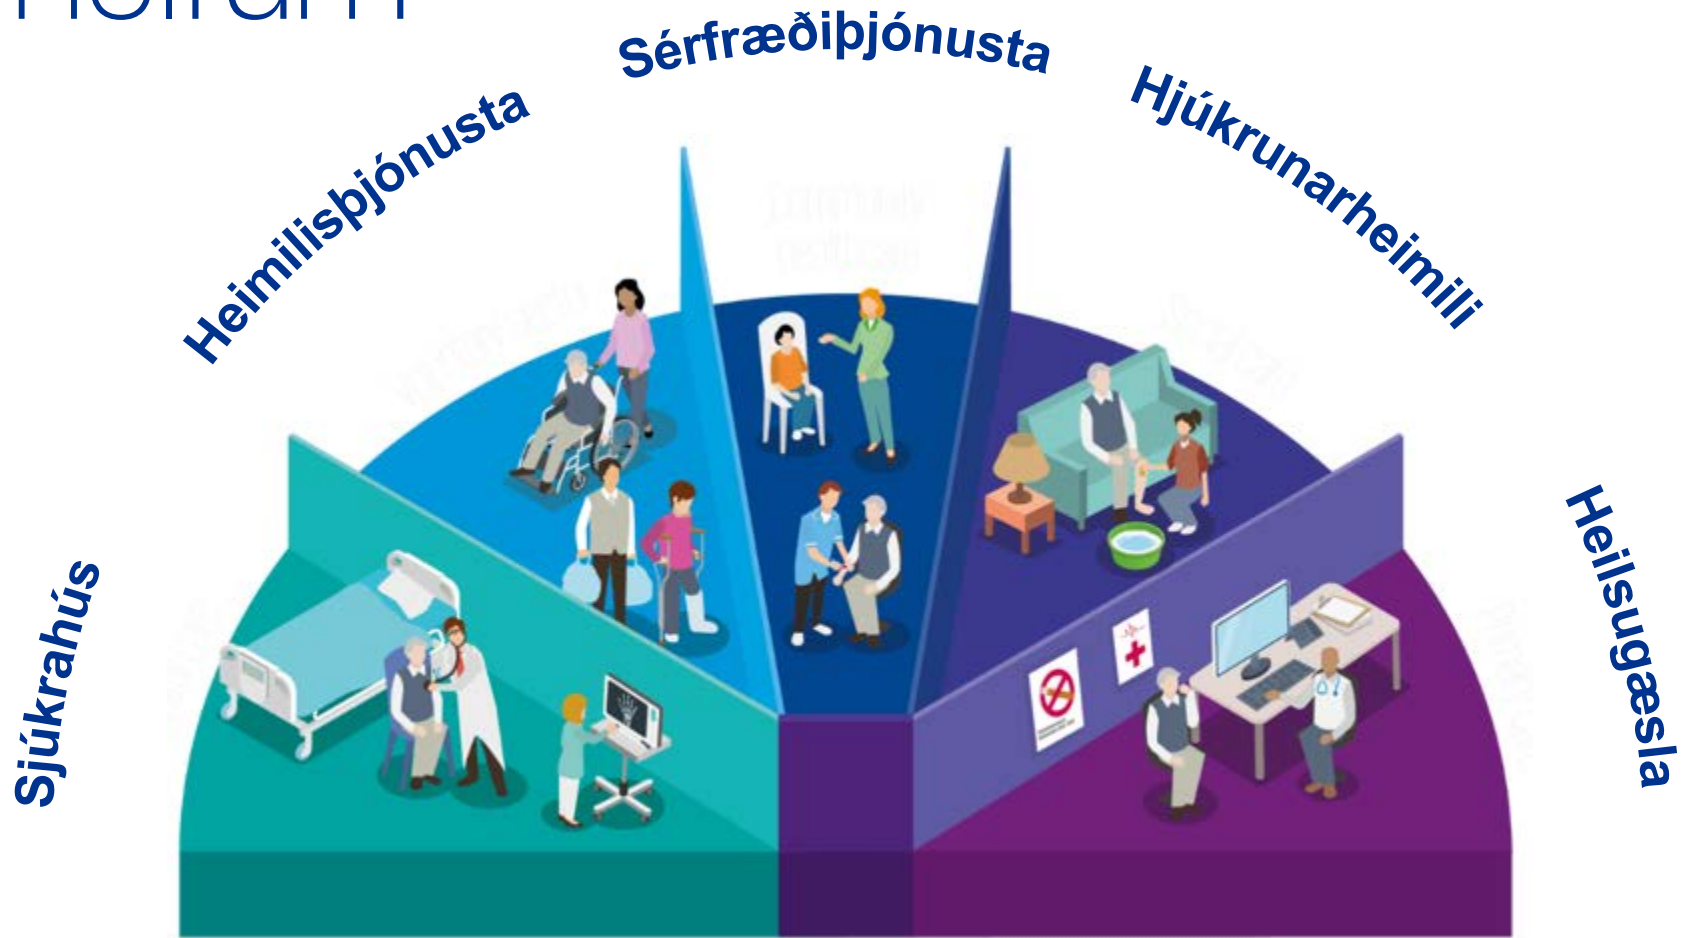 Sjúkrahús
Heimilisþjónusta
Sérfræðiþjónusta
Hjúkrunarheimili
Heilsugæsla